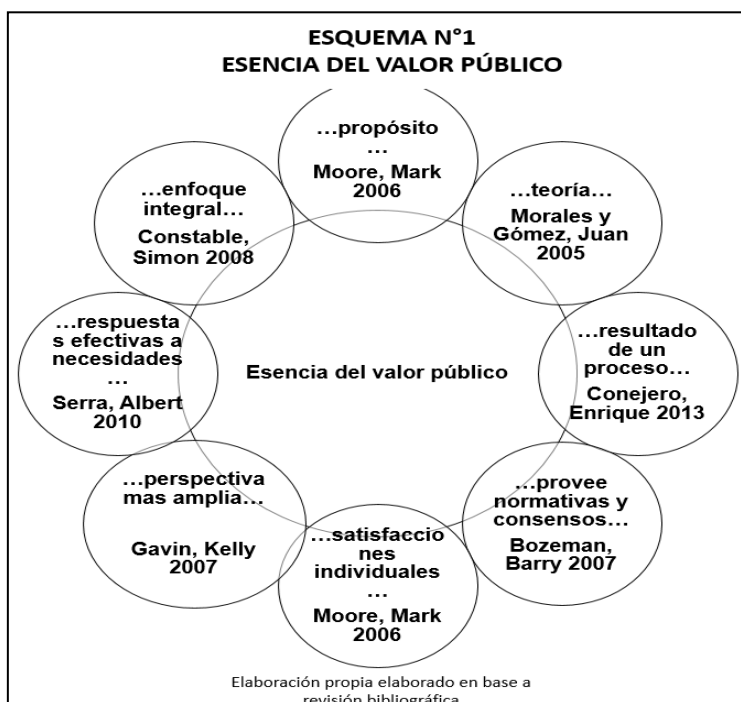 ESQUEMA N°1
ESENCIA DEL VALOR PÚBLICO
…propósito
…
Moore, Mark
2006
…teoría…
Morales y
Gómez, Juan
2005
…resultado
de un
proceso…
Conejero,
Enrique 2013
…provee
normativas y
consensos…
Bozeman,
Barry 2007
…satisfaccio
nes
individuales
…
Moore, Mark
2006
…perspectiva
mas amplia…
Gavin, Kelly
2007
…respuesta
s efectivas a
necesidades
…
Serra, Albert
2010
…enfoque
integral…
Constable,
Simon 2008
Esencia del valor público
Elaboración propia elaborado en base a
revisión bibliográfica